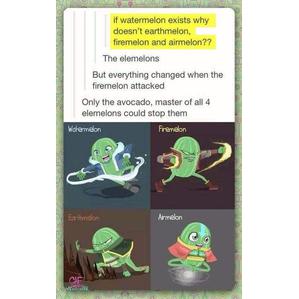 if watermelon exists why
doesn't earthmelon,
firemelon and airmelon??
The elemelons
But everything changed when the
firemelon attacked
Only the avocado, master of all 4
elemelons could stop them
Watermelon
Firemelon
Earthmelon
Airmelon